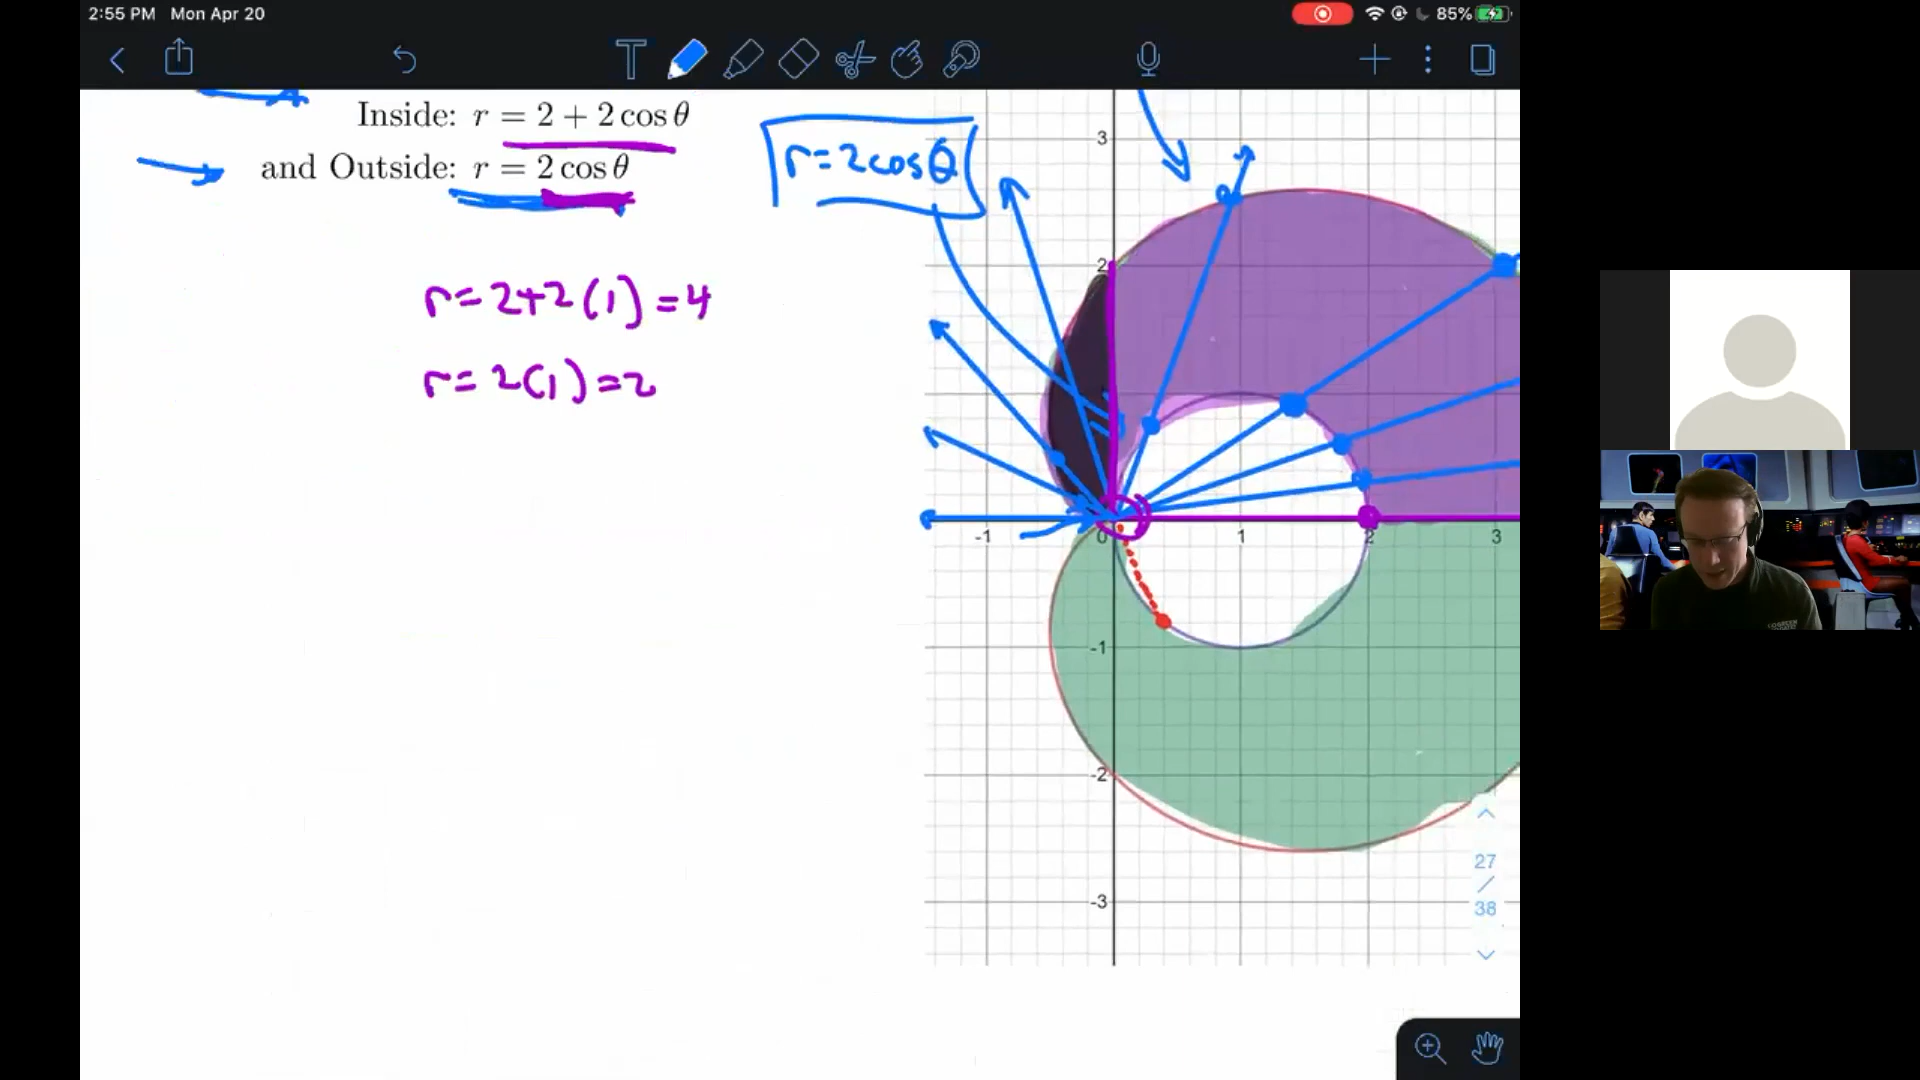 2:55 PM Mon Apr 20
85%
T
Inside: r = 2 + 2 cos θ
and Outside: r = 2 cos θ
r=2cosθ
r=2+2(1)=4
r=2(1)=2
3
2
-1
0
1
2
3
-1
-2
-3
27
/
38